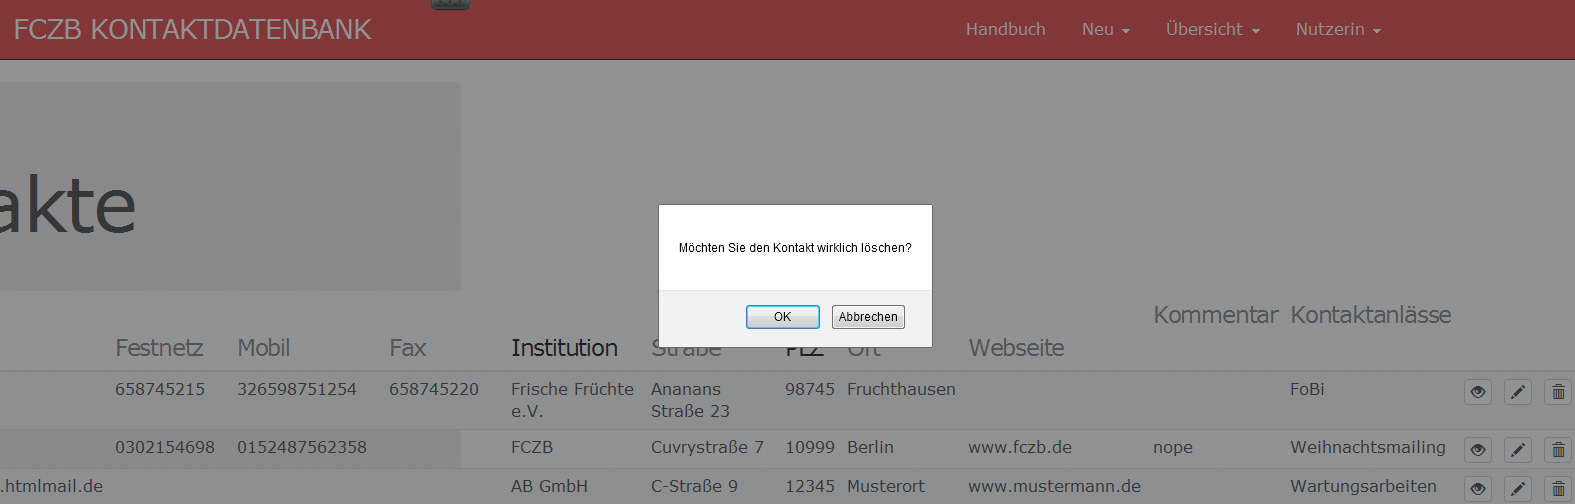 FCZB KONTAKTDATENBANK Handbuch Neu Übersicht Nutzerin
akte
Möchten Sie den Kontakt wirklich löschen?
OK Abbrechen
Kommentar Kontaktanlässe
Festnetz Mobil Fax Institution Straße PLZ Ort Webseite
658745215 326598751254 658745220 Frische Früchte Ananans 98745 Fruchthausen FoBi
e.V. Straße 23
0302154698 0152487562358 FCZB Cuvrystraße 7 10999 Berlin www.fczb.de nope Weihnachtsmailing
.htmlmail.de AB GmbH C-Straße 9 12345 Musterort www.mustermann.de Wartungsarbeiten